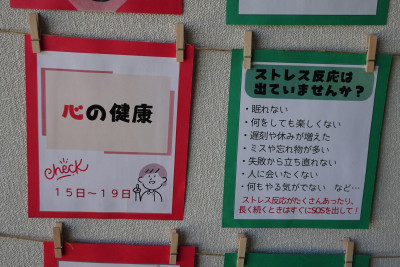 心の健康
check
15日～19日
ストレス反応は
出ていませんか？
・眠れない
・何をしても楽しくない
・遅刻や休みが増えた
・ミスや忘れ物が多い
・失敗から立ち直れない
・人に会いたくない
・何もやる気がでない　など…
ストレス反応がたくさんあったり、
長く続くときはすぐにSOSを出して！